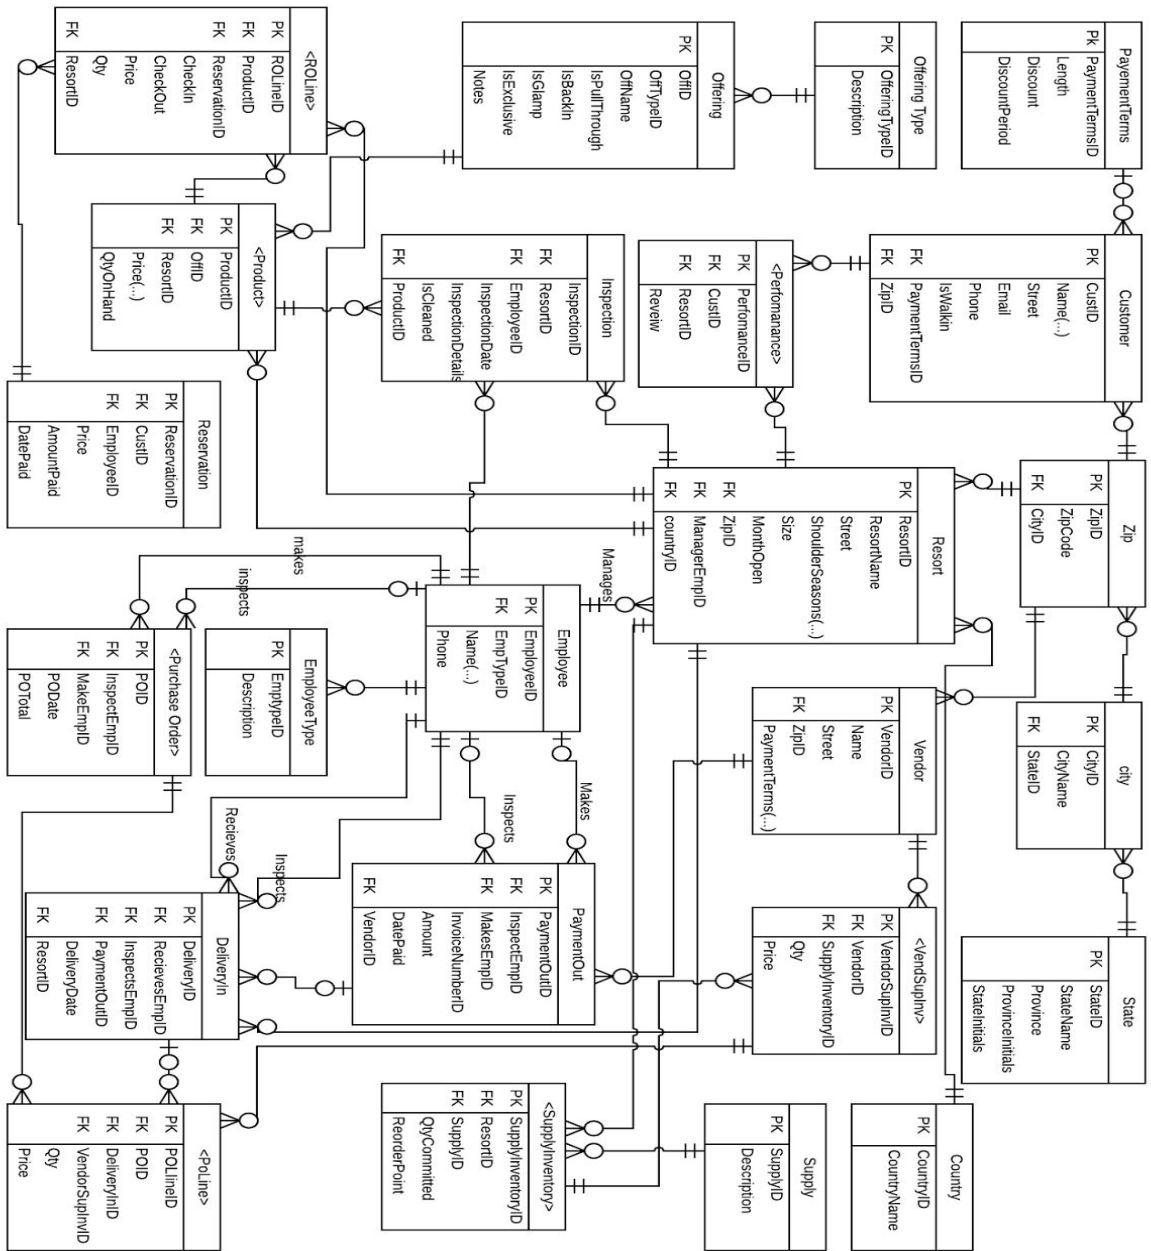 PayementTerms
PK PaymentTermsID
Length
Discount
DiscountPeriod
Customer
PK CustID
Name(...)
Street
Email
Phone
IsWalkin
FK PaymentTermsID
FK ZipID
Zip
PK ZipID
ZipCode
FK CityID
city
PK CityID
CityName
FK StateID
State
PK StateID
StateName
Province
ProvinceInitials
StateInitials
Offering Type
PK OfferingTypeID
Description
<Perfomanance>
PK PerfomanceID
FK CustID
FK ResortID
Reveiw
Resort
PK ResortID
ResortName
Street
ShoulderSeasons(...)
Size
MonthOpen
FK ZipID
FK ManagerEmpID
FK countryID
Vendor
PK VendorID
Name
Street
FK ZipID
PaymentTerms(...)
<VendSupInv>
PK VendorSupInvID
FK VendorID
FK SupplyInventoryID
Qty
Price
Country
PK CountryID
CountryName
Offering
PK OffID
OffTypeID
OffName
IsPullThrough
IsBackIn
IsGlamp
IsExclusive
Notes
Inspection
PK InspectionID
FK ResortID
FK EmployeeID
InspectionDate
InspectionDetails
IsCleaned
FK ProductID
Manages
Employee
PK EmployeeID
FK EmpTypeID
Name(...)
Phone
Makes
Inspects
PaymentOut
PK PaymentOutID
FK InspectEmpID
FK MakesEmpID
InvoiceNumberID
Amount
DatePaid
FK VendorID
Supply
PK SupplyID
Description
<SupplyInventory>
PK SupplyInventoryID
FK ResortID
FK SupplyID
QtyCommitted
ReorderPoint
<ROLine>
PK ROLineID
FK ProductID
FK ReservationID
CheckIn
CheckOut
Price
Qty
FK ResortID
<Product>
PK ProductID
FK OffID
FK ResortID
Price(...)
QtyOnHand
Reservation
PK ReservationID
FK CustID
FK EmployeeID
Price
AmountPaid
DatePaid
makes
inspects
EmployeeType
PK EmptypeID
Description
<Purchase Order>
PK POID
FK InspectEmpID
FK MakeEmpID
PODate
POTotal
Inspects
Recieves
DeliveryIn
PK DeliveryID
FK RecievesEmpID
FK InspectsEmpID
FK PaymentOutID
DeliveryDate
FK ResortID
<PoLine>
PK POLlineID
FK POID
FK DeliveryInID
FK VendorSupInvID
Qty
Price